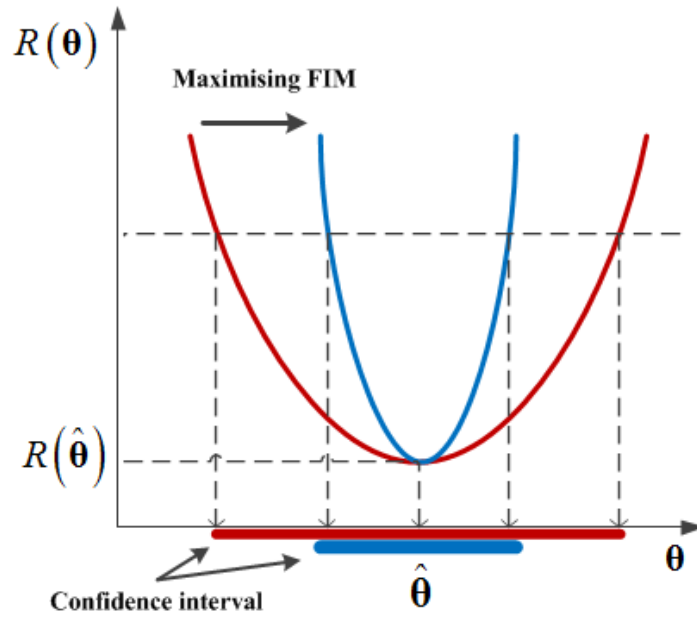 R(θ)
Maximising FIM
R(θ̂)
θ
θ̂
Confidence interval